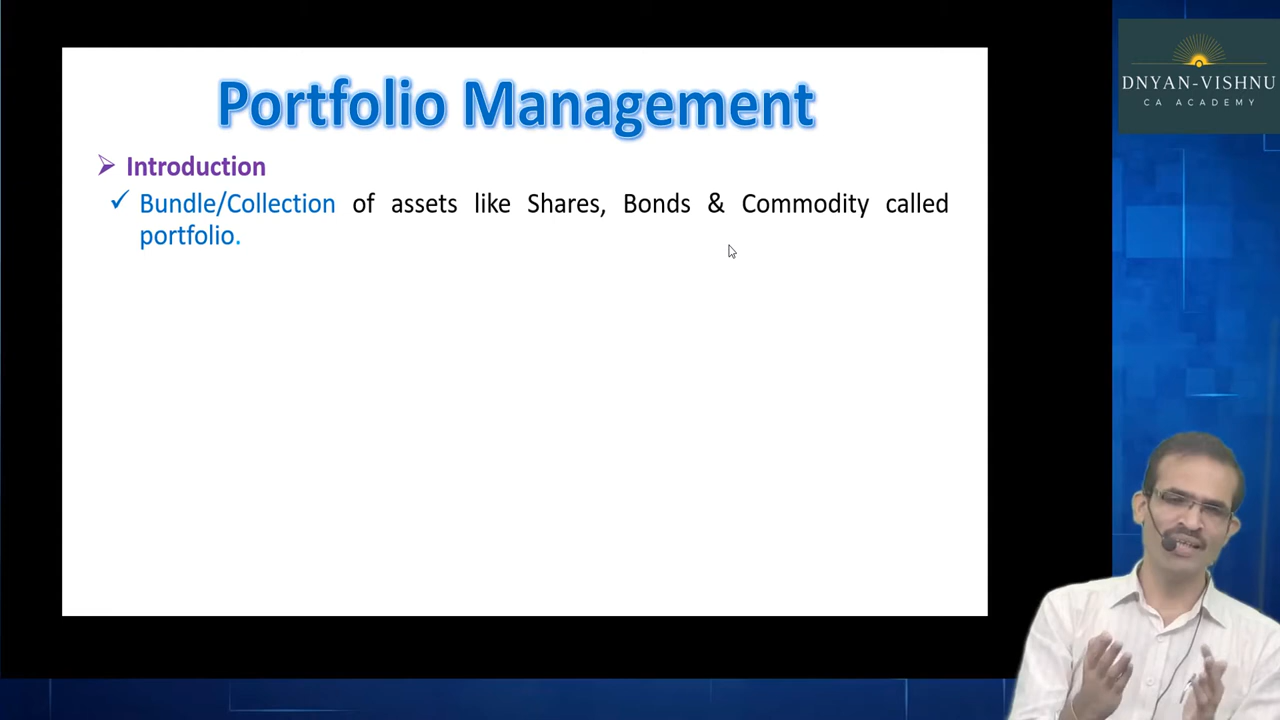 DNYAN-VISHNU
CA ACADEMY
Portfolio Management
Introduction
Bundle/Collection of assets like Shares, Bonds & Commodity called
portfolio.